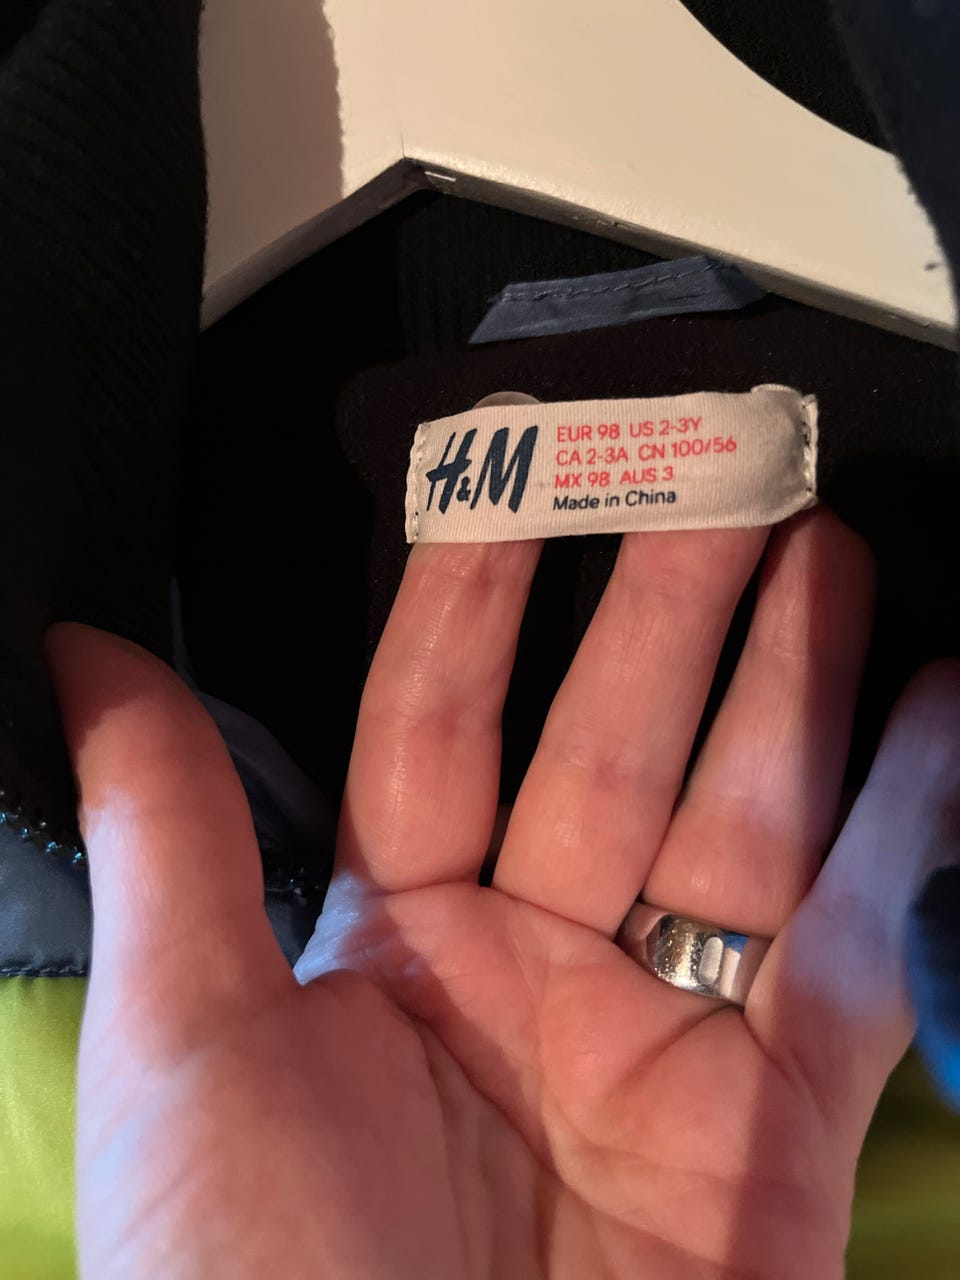 H&M
EUR 98 US 2-3Y
CA 2-3A CN 100/56
MX 98 AUS 3
Made in China